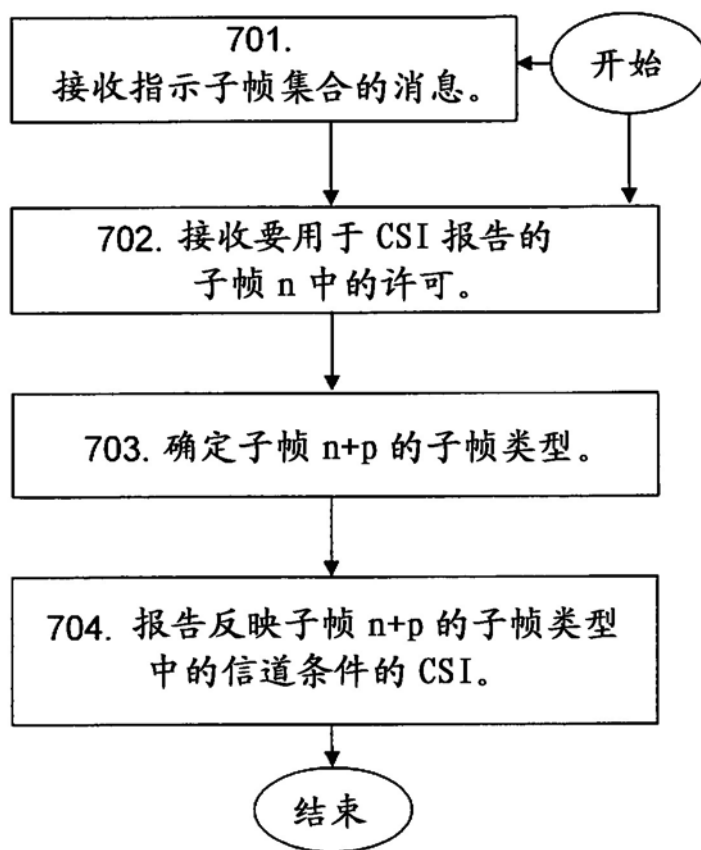 701.
接收指示子帧集合的消息。
开始
702. 接收要用于 CSI 报告的
子帧 n 中的许可。
703. 确定子帧 n+p 的子帧类型。
704. 报告反映子帧 n+p 的子帧类型
中的信道条件的 CSI。
结束